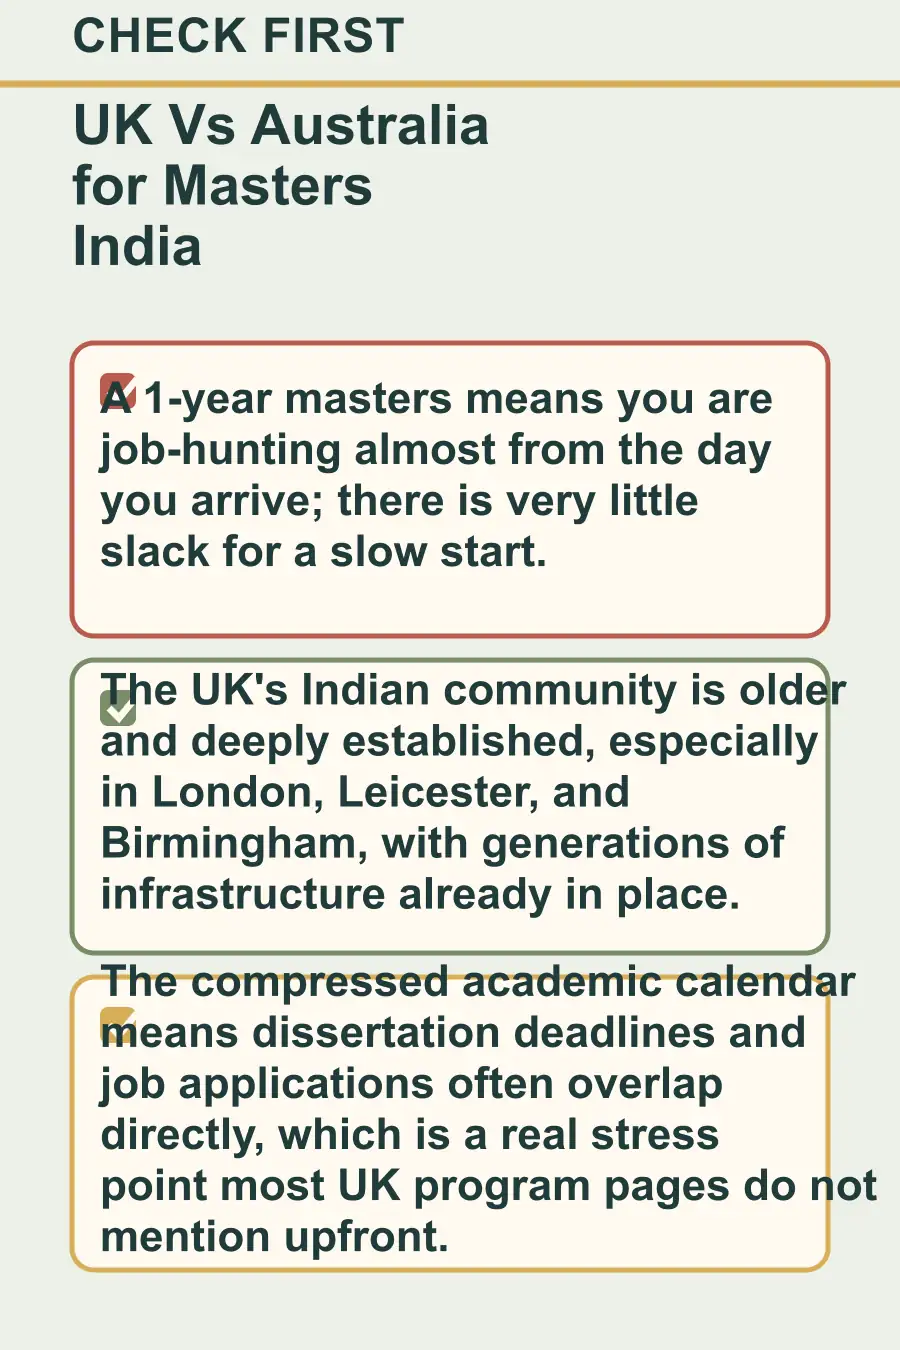 CHECK FIRST
UK Vs Australia
for Masters
India
A 1-year masters means you are
job-hunting almost from the day
you arrive; there is very little
slack for a slow start.
The UK's Indian community is older
and deeply established, especially
in London, Leicester, and
Birmingham, with generations of
infrastructure already in place.
The compressed academic calendar
means dissertation deadlines and
job applications often overlap
directly, which is a real stress
point most UK program pages do not
mention upfront.